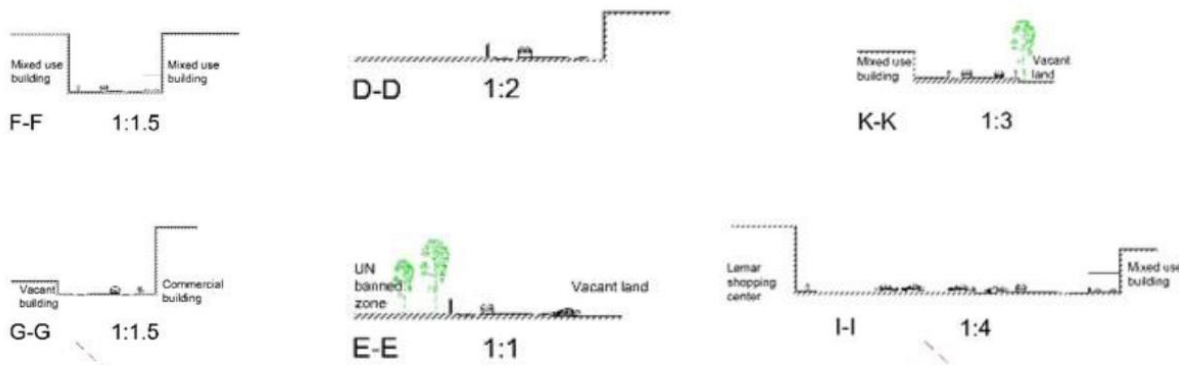 Mixed use
building
Mixed use
building
F-F 1:1.5
D-D 1:2
Mixed use
building
Vacant
land
K-K 1:3
Vacant
building
Commercial
building
G-G 1:1.5
UN
banned
zone
Vacant land
E-E 1:1
Lemar
shopping
center
Mixed use
building
I-I 1:4